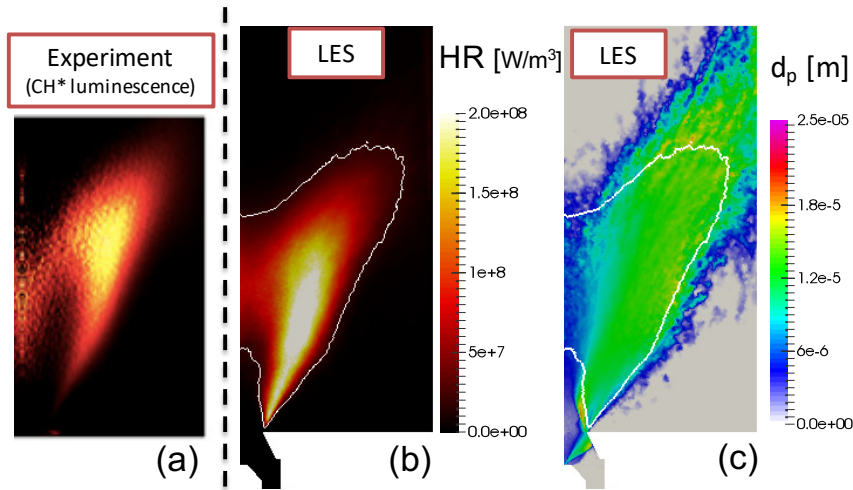 Experiment
(CH* luminescence)
LES
HR [W/m³]
2.0e+08
1.5e+8
1e+8
5e+7
0.0e+00
LES
d_p [m]
2.5e-05
1.8e-5
1.2e-5
6e-6
0.0e+00
(a)
(b)
(c)